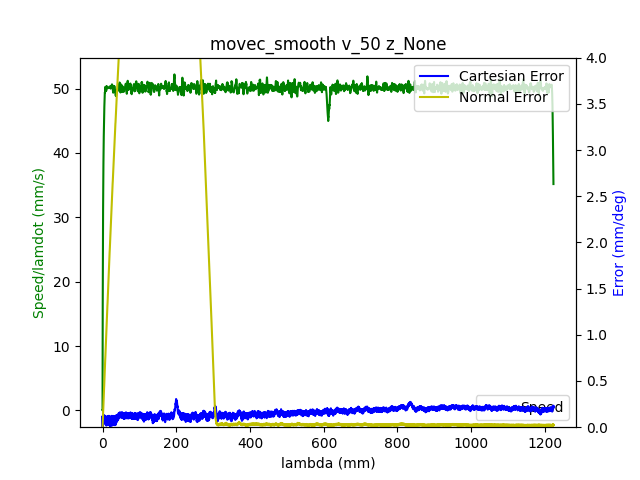 movec_smooth v_50 z_None
Cartesian Error
Normal Error
Speed
Speed/lamdot (mm/s)
50
40
30
20
10
0
4.0
3.5
3.0
2.5
2.0
1.5
1.0
0.5
0.0
Error (mm/deg)
0 200 400 600 800 1000 1200
lambda (mm)